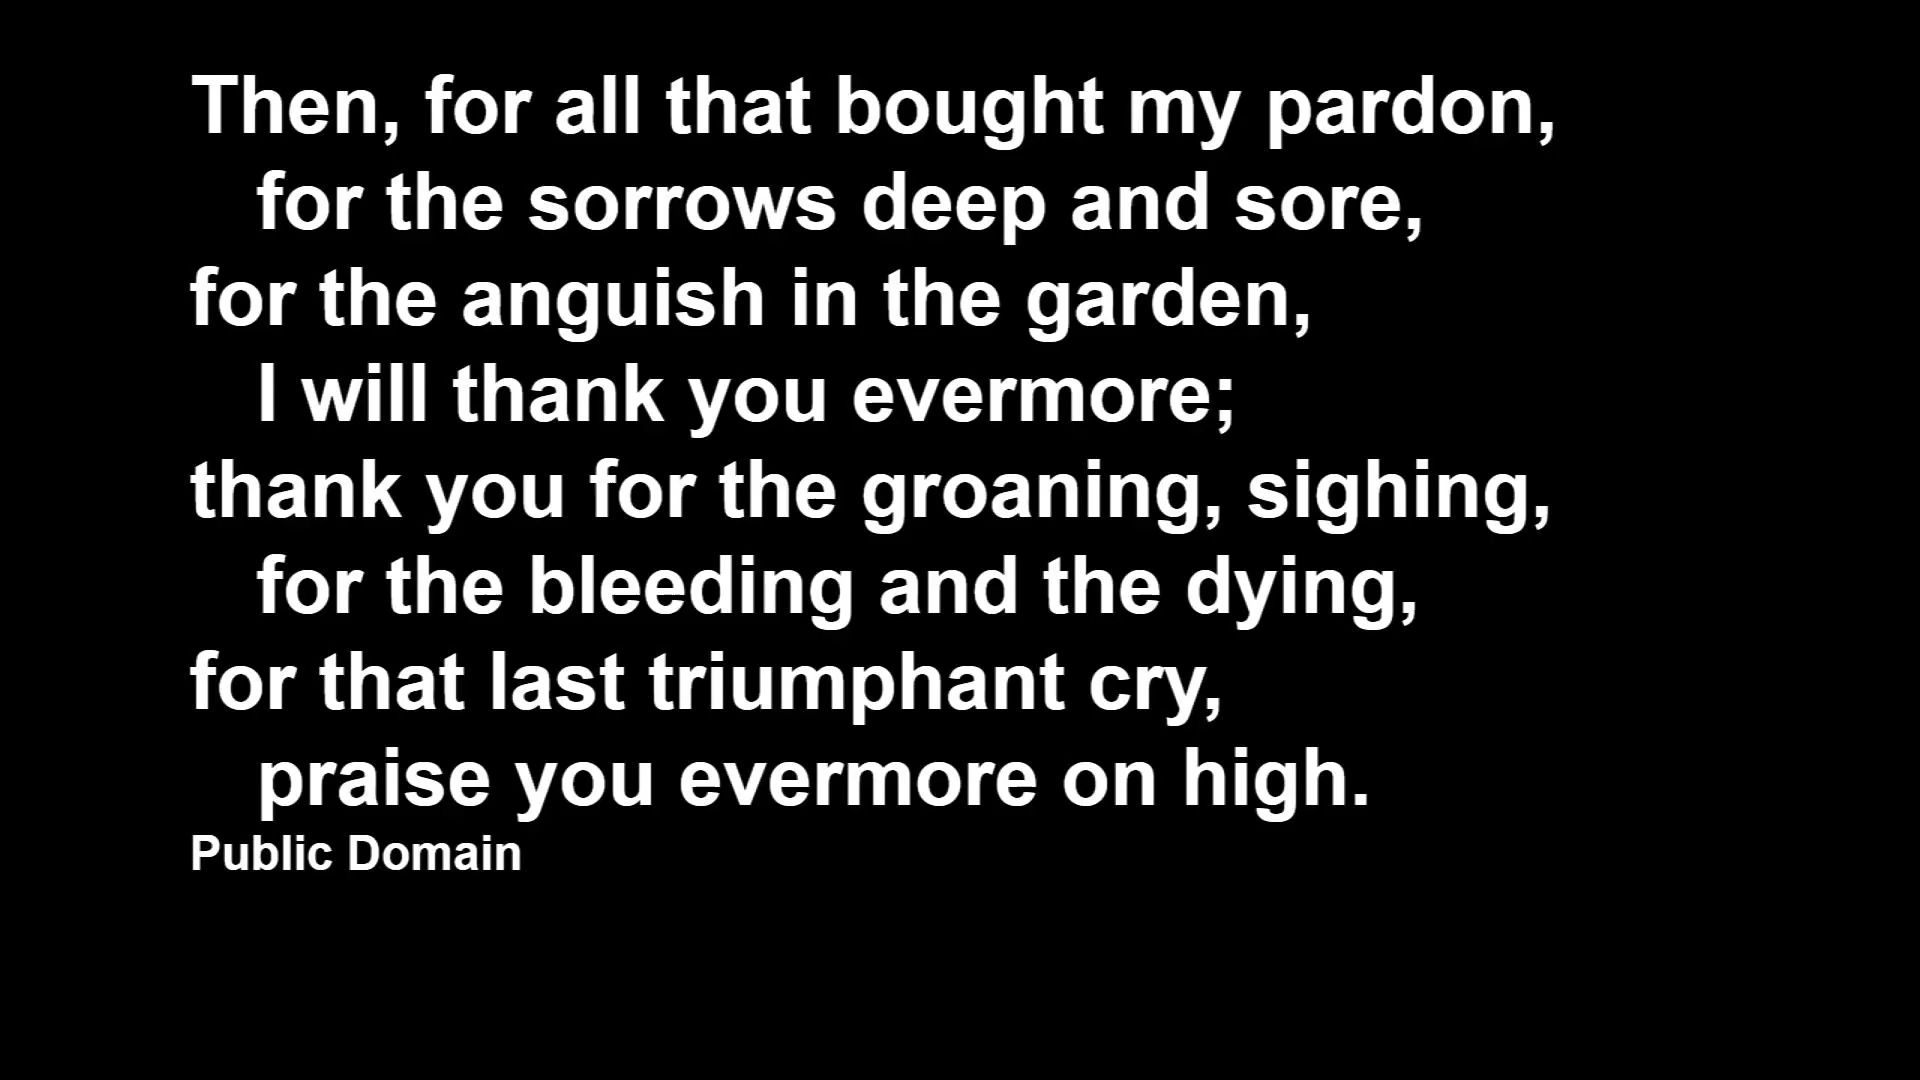 Then, for all that bought my pardon,
for the sorrows deep and sore,
for the anguish in the garden,
I will thank you evermore;
thank you for the groaning, sighing,
for the bleeding and the dying,
for that last triumphant cry,
praise you evermore on high.
Public Domain